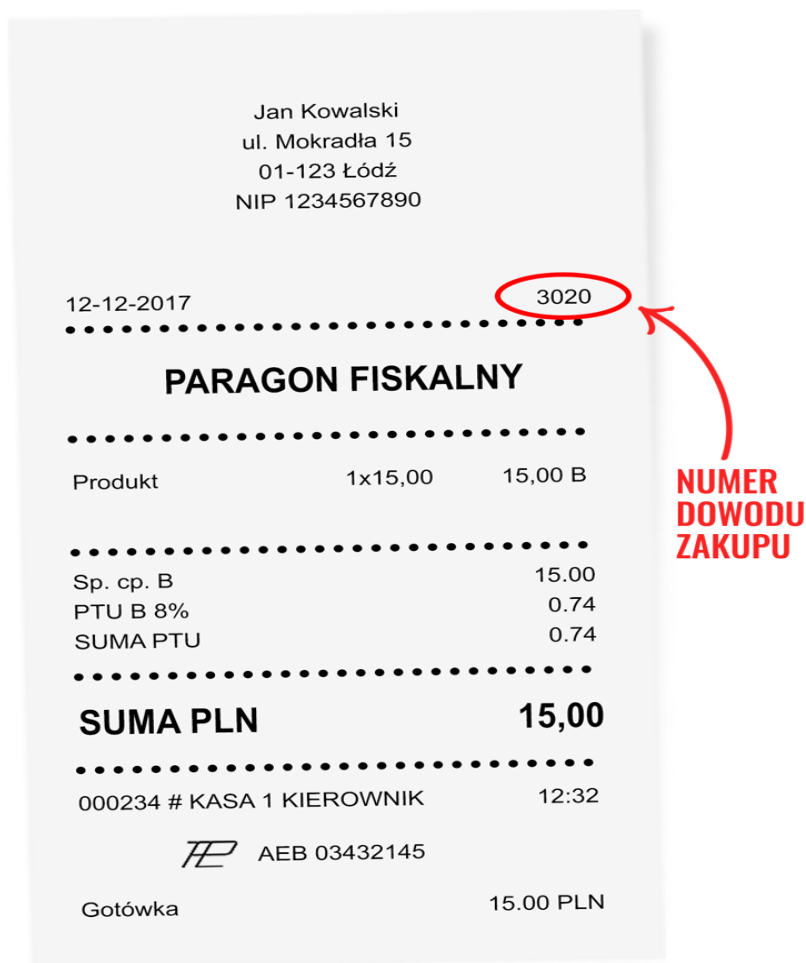 Jan Kowalski
ul. Mokradła 15
01-123 Łódź
NIP 1234567890
12-12-2017 3020
PARAGON FISKALNY
Produkt 1x15,00 15,00 B
NUMER
DOWODU
ZAKUPU
Sp. cp. B 15.00
PTU B 8% 0.74
SUMA PTU 0.74
SUMA PLN 15,00
000234 # KASA 1 KIEROWNIK 12:32
AEB 03432145
Gotówka 15.00 PLN